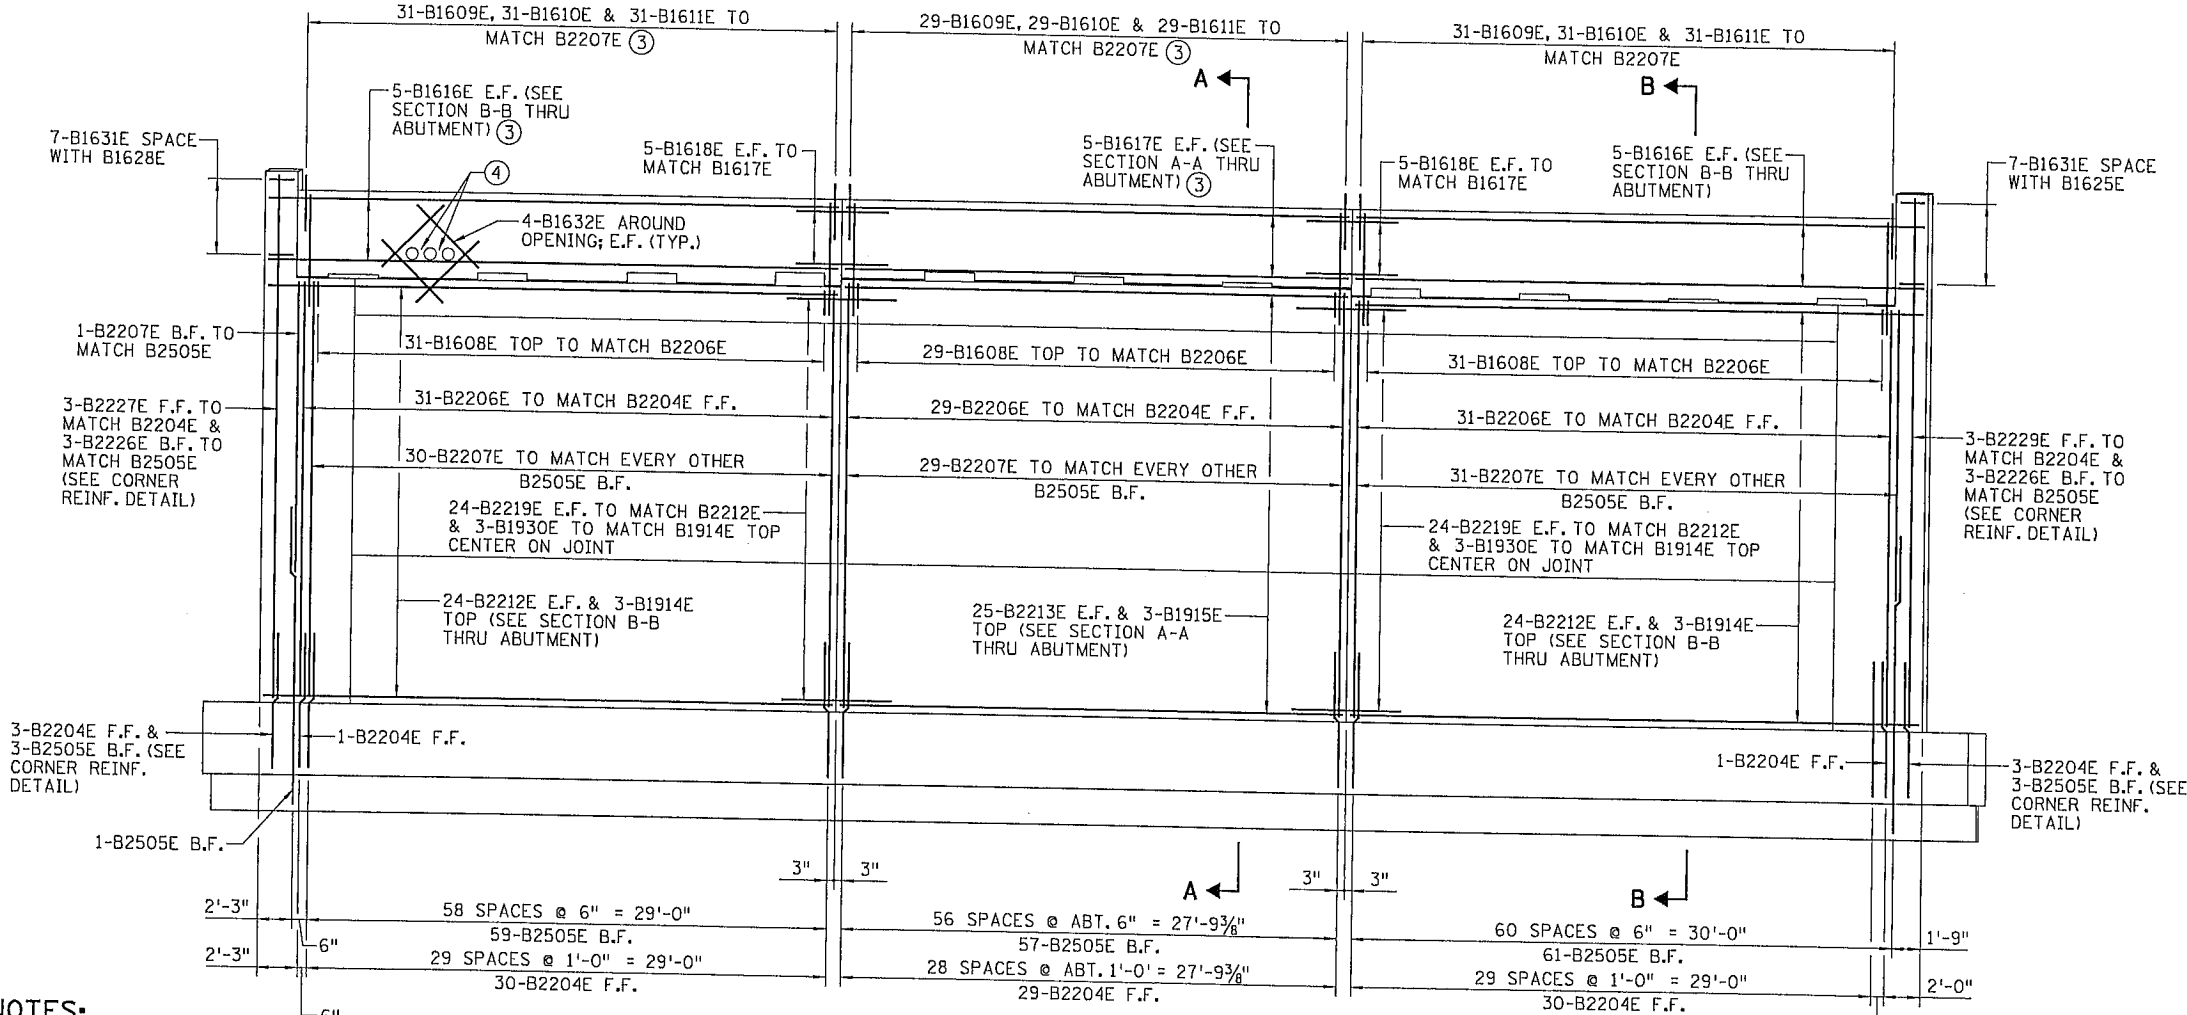 31-B1609E, 31-B1610E & 31-B1611E TO
MATCH B2207E ③
29-B1609E, 29-B1610E & 29-B1611E TO
MATCH B2207E ③
31-B1609E, 31-B1610E & 31-B1611E TO
MATCH B2207E
A
B
5-B1616E E.F. (SEE
SECTION B-B THRU
ABUTMENT) ③
7-B1631E SPACE
WITH B1628E
④
5-B1618E E.F. TO
MATCH B1617E
5-B1617E E.F. (SEE
SECTION A-A THRU
ABUTMENT) ③
5-B1618E E.F. TO
MATCH B1617E
5-B1616E E.F. (SEE
SECTION B-B THRU
ABUTMENT)
7-B1631E SPACE
WITH B1625E
4-B1632E AROUND
OPENING; E.F. (TYP.)
1-B2207E B.F. TO
MATCH B2505E
31-B1608E TOP TO MATCH B2206E
29-B1608E TOP TO MATCH B2206E
31-B1608E TOP TO MATCH B2206E
3-B2227E F.F. TO
MATCH B2204E &
3-B2226E B.F. TO
MATCH B2505E
(SEE CORNER
REINF. DETAIL)
31-B2206E TO MATCH B2204E F.F.
29-B2206E TO MATCH B2204E F.F.
31-B2206E TO MATCH B2204E F.F.
3-B2229E F.F. TO
MATCH B2204E &
3-B2226E B.F. TO
MATCH B2505E
(SEE CORNER
REINF. DETAIL)
30-B2207E TO MATCH EVERY OTHER
B2505E B.F.
29-B2207E TO MATCH EVERY OTHER
B2505E B.F.
31-B2207E TO MATCH EVERY OTHER
B2505E B.F.
24-B2219E E.F. TO MATCH B2212E
& 3-B1930E TO MATCH B1914E TOP
CENTER ON JOINT
24-B2219E E.F. TO MATCH B2212E
& 3-B1930E TO MATCH B1914E TOP
CENTER ON JOINT
24-B2212E E.F. & 3-B1914E
TOP (SEE SECTION B-B
THRU ABUTMENT)
25-B2213E E.F. & 3-B1915E
TOP (SEE SECTION A-A
THRU ABUTMENT)
24-B2212E E.F. & 3-B1914E
TOP (SEE SECTION B-B
THRU ABUTMENT)
3-B2204E F.F. &
3-B2505E B.F. (SEE
CORNER REINF.
DETAIL)
1-B2204E F.F.
1-B2204E F.F.
3-B2204E F.F. &
3-B2505E B.F. (SEE
CORNER REINF.
DETAIL)
1-B2505E B.F.
3" 3"
A
3" 3"
B
2'-3"
6"
58 SPACES @ 6" = 29'-0"
59-B2505E B.F.
56 SPACES @ ABT. 6" = 27'-9⅜"
57-B2505E B.F.
60 SPACES @ 6" = 30'-0"
61-B2505E B.F.
1'-9"
2'-3"
29 SPACES @ 1'-0" = 29'-0"
30-B2204E F.F.
28 SPACES @ ABT. 1'-0' = 27'-9⅜"
29-B2204E F.F.
29 SPACES @ 1'-0" = 29'-0"
30-B2204E F.F.
2'-0"
NOTES:
6"